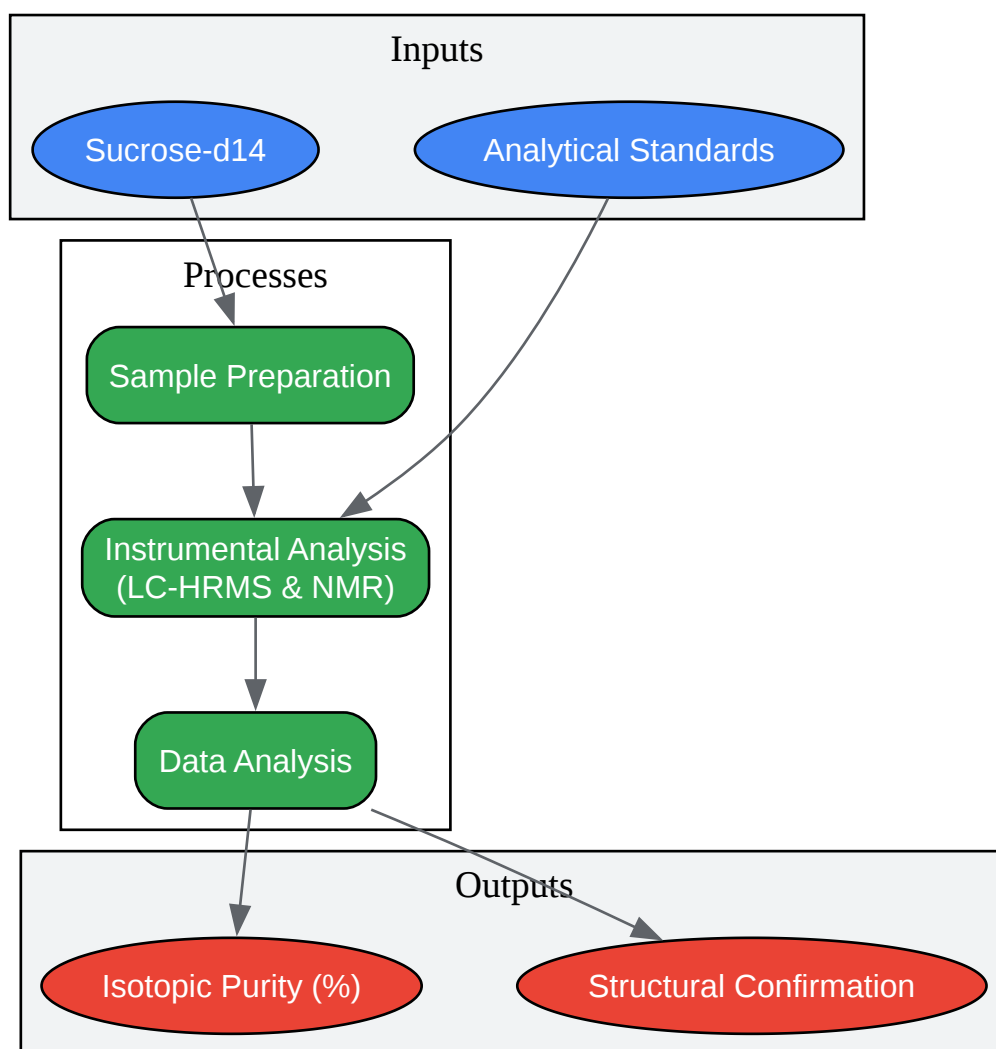 Inputs
Sucrose-d14
Analytical Standards
Processes
Sample Preparation
Instrumental Analysis
(LC-HRMS & NMR)
Data Analysis
Outputs
Isotopic Purity (%)
Structural Confirmation